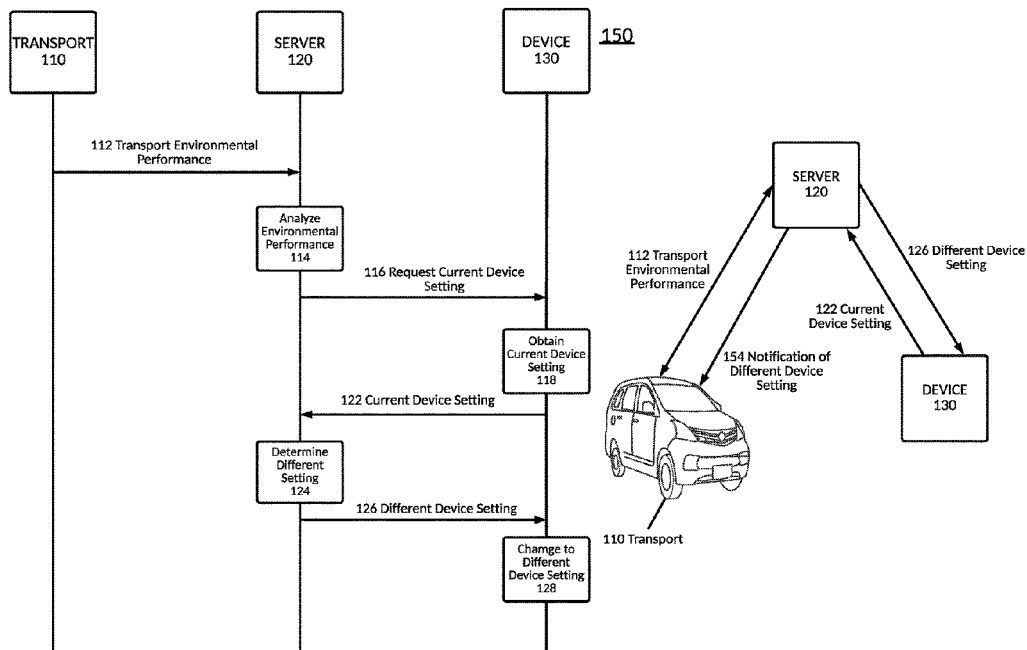 TRANSPORT
110
SERVER
120
DEVICE
130
150
112 Transport Environmental
Performance
Analyze
Environmental
Performance
114
116 Request Current Device
Setting
Obtain
Current Device
Setting
118
122 Current Device Setting
Determine
Different
Setting
124
126 Different Device Setting
Chamge to
Different
Device Setting
128
SERVER
120
112 Transport
Environmental
Performance
126 Different Device
Setting
122 Current
Device Setting
154 Notification of
Different Device
Setting
DEVICE
130
110 Transport